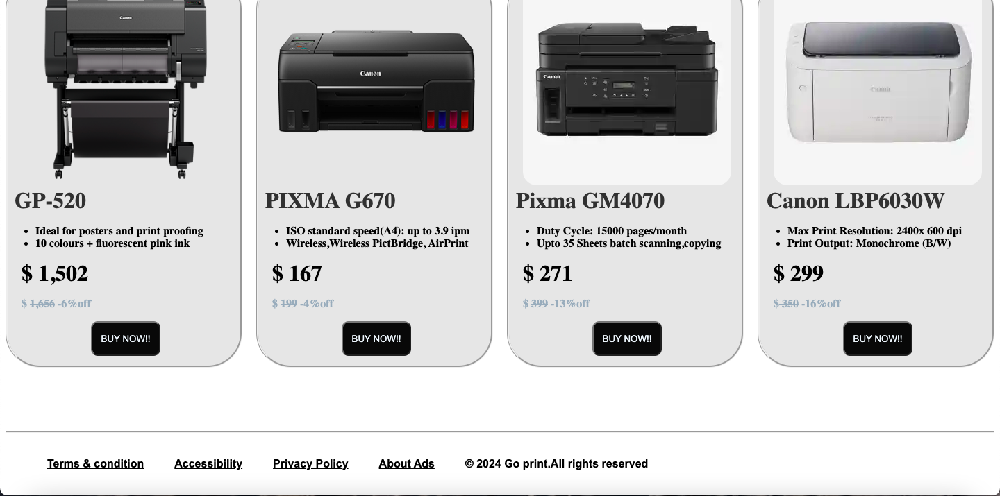 Canon
Canon
Canon
Canon
GP-520
Ideal for posters and print proofing
10 colours + fluorescent pink ink
$ 1,502
$ 1,656 -6%off
BUY NOW!!
PIXMA G670
ISO standard speed(A4): up to 3.9 ipm
Wireless,Wireless PictBridge, AirPrint
$ 167
$ 199 -4%off
BUY NOW!!
Pixma GM4070
Duty Cycle: 15000 pages/month
Upto 35 Sheets batch scanning,copying
$ 271
$ 399 -13%off
BUY NOW!!
Canon LBP6030W
Max Print Resolution: 2400x 600 dpi
Print Output: Monochrome (B/W)
$ 299
$ 350 -16%off
BUY NOW!!
Terms & condition Accessibility Privacy Policy About Ads © 2024 Go print.All rights reserved